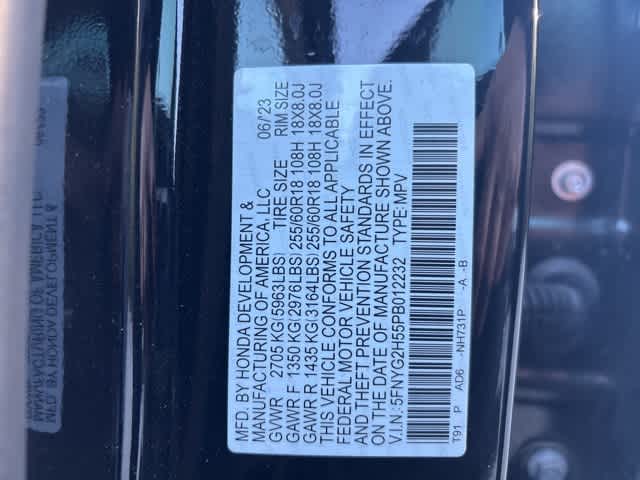 MFD. BY HONDA DEVELOPMENT &
MANUFACTURING OF AMERICA, LLC 06/'23
GVWR 2705 KG(5963LBS) TIRE SIZE RIM SIZE
GAWR F 1350 KG(2976LBS) 255/60R18 108H 18X8.0J
GAWR R 1435 KG(3164LBS) 255/60R18 108H 18X8.0J
THIS VEHICLE CONFORMS TO ALL APPLICABLE
FEDERAL MOTOR VEHICLE SAFETY
AND THEFT PREVENTION STANDARDS IN EFFECT
ON THE DATE OF MANUFACTURE SHOWN ABOVE.
V.I.N.: 5FNYG2H55PB012232 TYPE: MPV
T91 P AD6 -NH731P -A -B